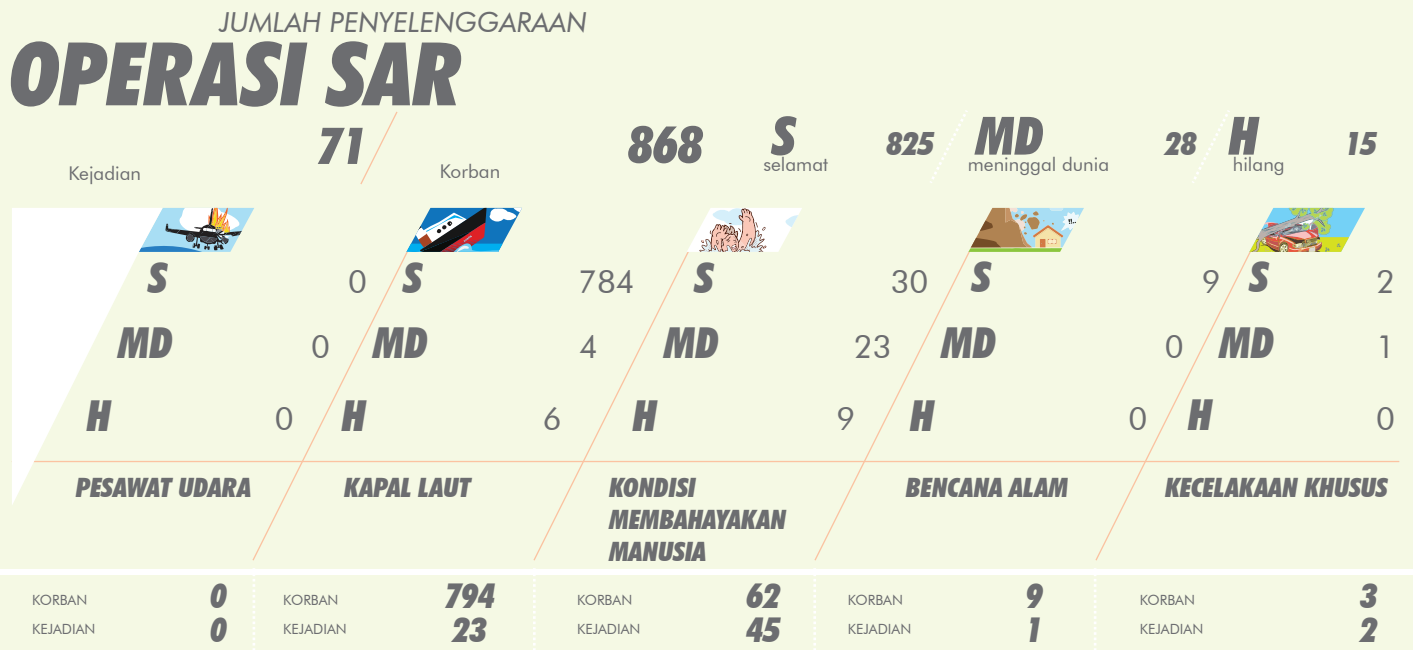 JUMLAH PENYELENGGARAAN
OPERASI SAR
Kejadian 71 Korban 868 S selamat 825 MD meninggal dunia 28 H hilang 15
!!..
S 0 S 784 S 30 S 9 S 2
MD 0 MD 4 MD 23 MD 0 MD 1
H 0 H 6 H 9 H 0 H 0
PESAWAT UDARA KAPAL LAUT KONDISI BENCANA ALAM KECELAKAAN KHUSUS
MEMBAHAYAKAN
MANUSIA
KORBAN 0 KORBAN 794 KORBAN 62 KORBAN 9 KORBAN 3
KEJADIAN 0 KEJADIAN 23 KEJADIAN 45 KEJADIAN 1 KEJADIAN 2